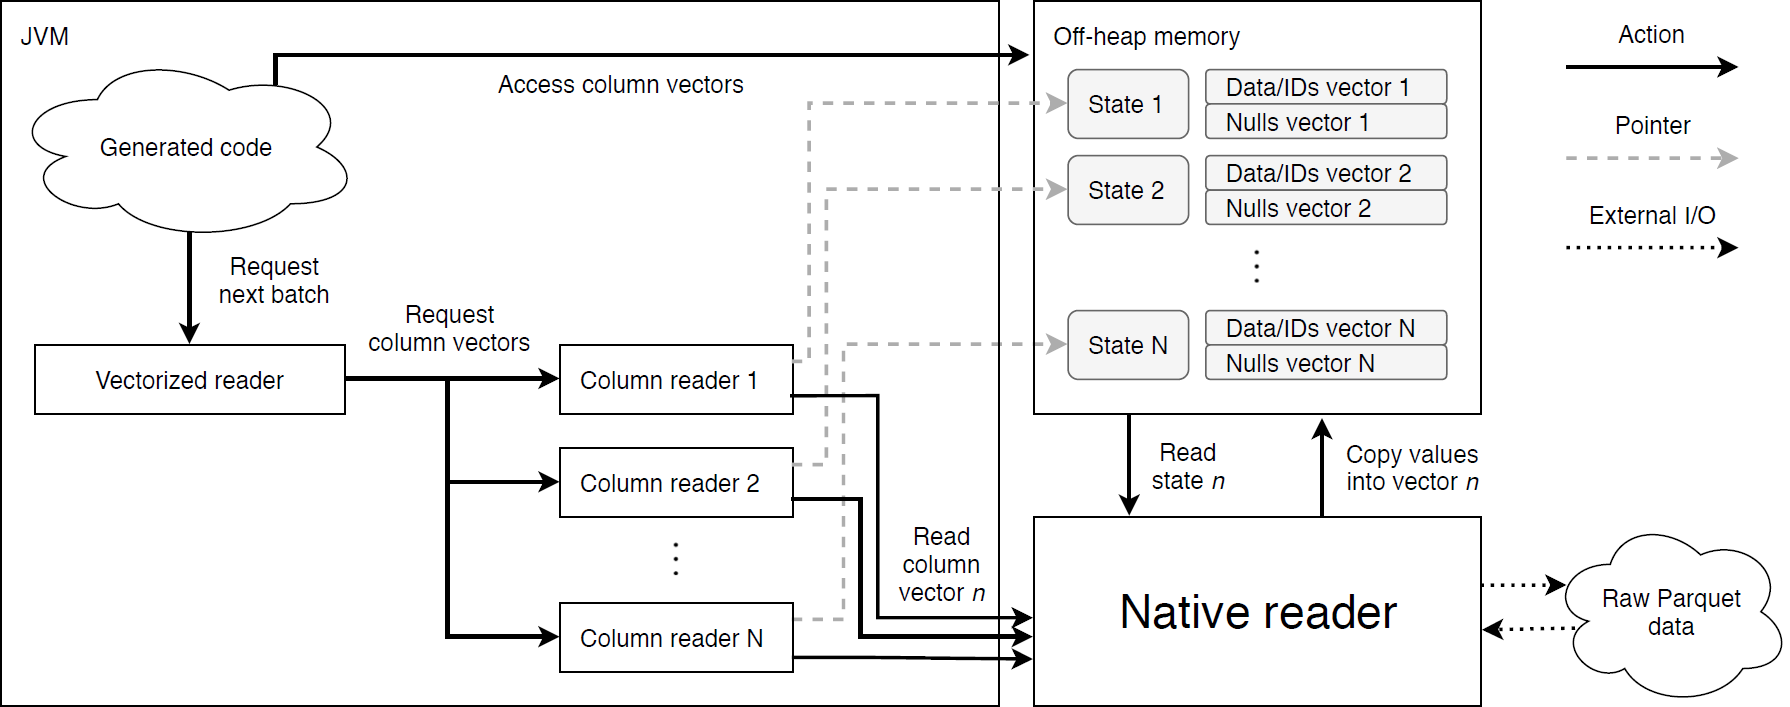 JVM
Generated code
Access column vectors
Request
next batch
Vectorized reader
Request
column vectors
Column reader 1
Column reader 2
Column reader N
Read
column
vector n
Off-heap memory
State 1
Data/IDs vector 1
Nulls vector 1
State 2
Data/IDs vector 2
Nulls vector 2
State N
Data/IDs vector N
Nulls vector N
Read
state n
Copy values
into vector n
Native reader
Raw Parquet
data
Action
Pointer
External I/O